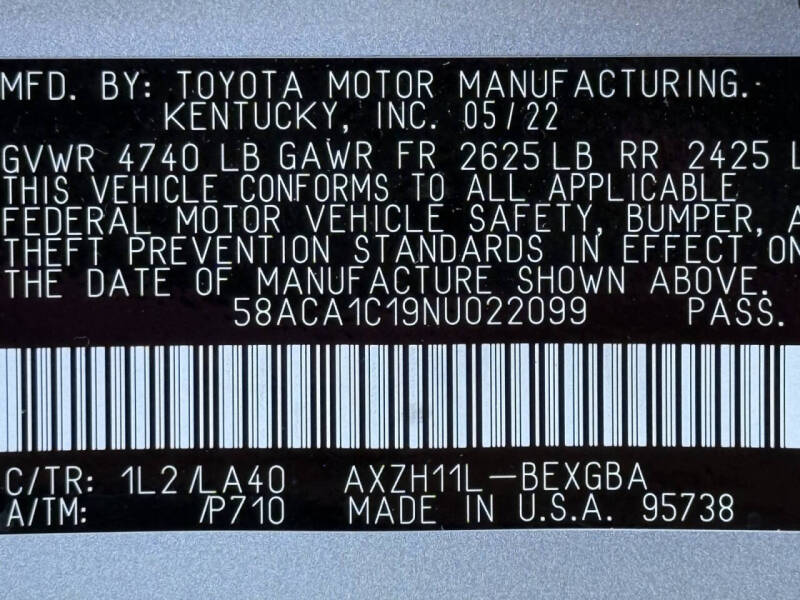 MFD. BY: TOYOTA MOTOR MANUFACTURING.-
KENTUCKY, INC. 05/22
GVWR 4740 LB GAWR FR 2625 LB RR 2425 L
THIS VEHICLE CONFORMS TO ALL APPLICABLE
FEDERAL MOTOR VEHICLE SAFETY, BUMPER, A
THEFT PREVENTION STANDARDS IN EFFECT ON
THE DATE OF MANUFACTURE SHOWN ABOVE.
58ACA1C19NU022099 PASS.
C/TR: 1L2/LA40 AXZH11L-BEXGBA
A/TM: /P710 MADE IN U.S.A. 95738